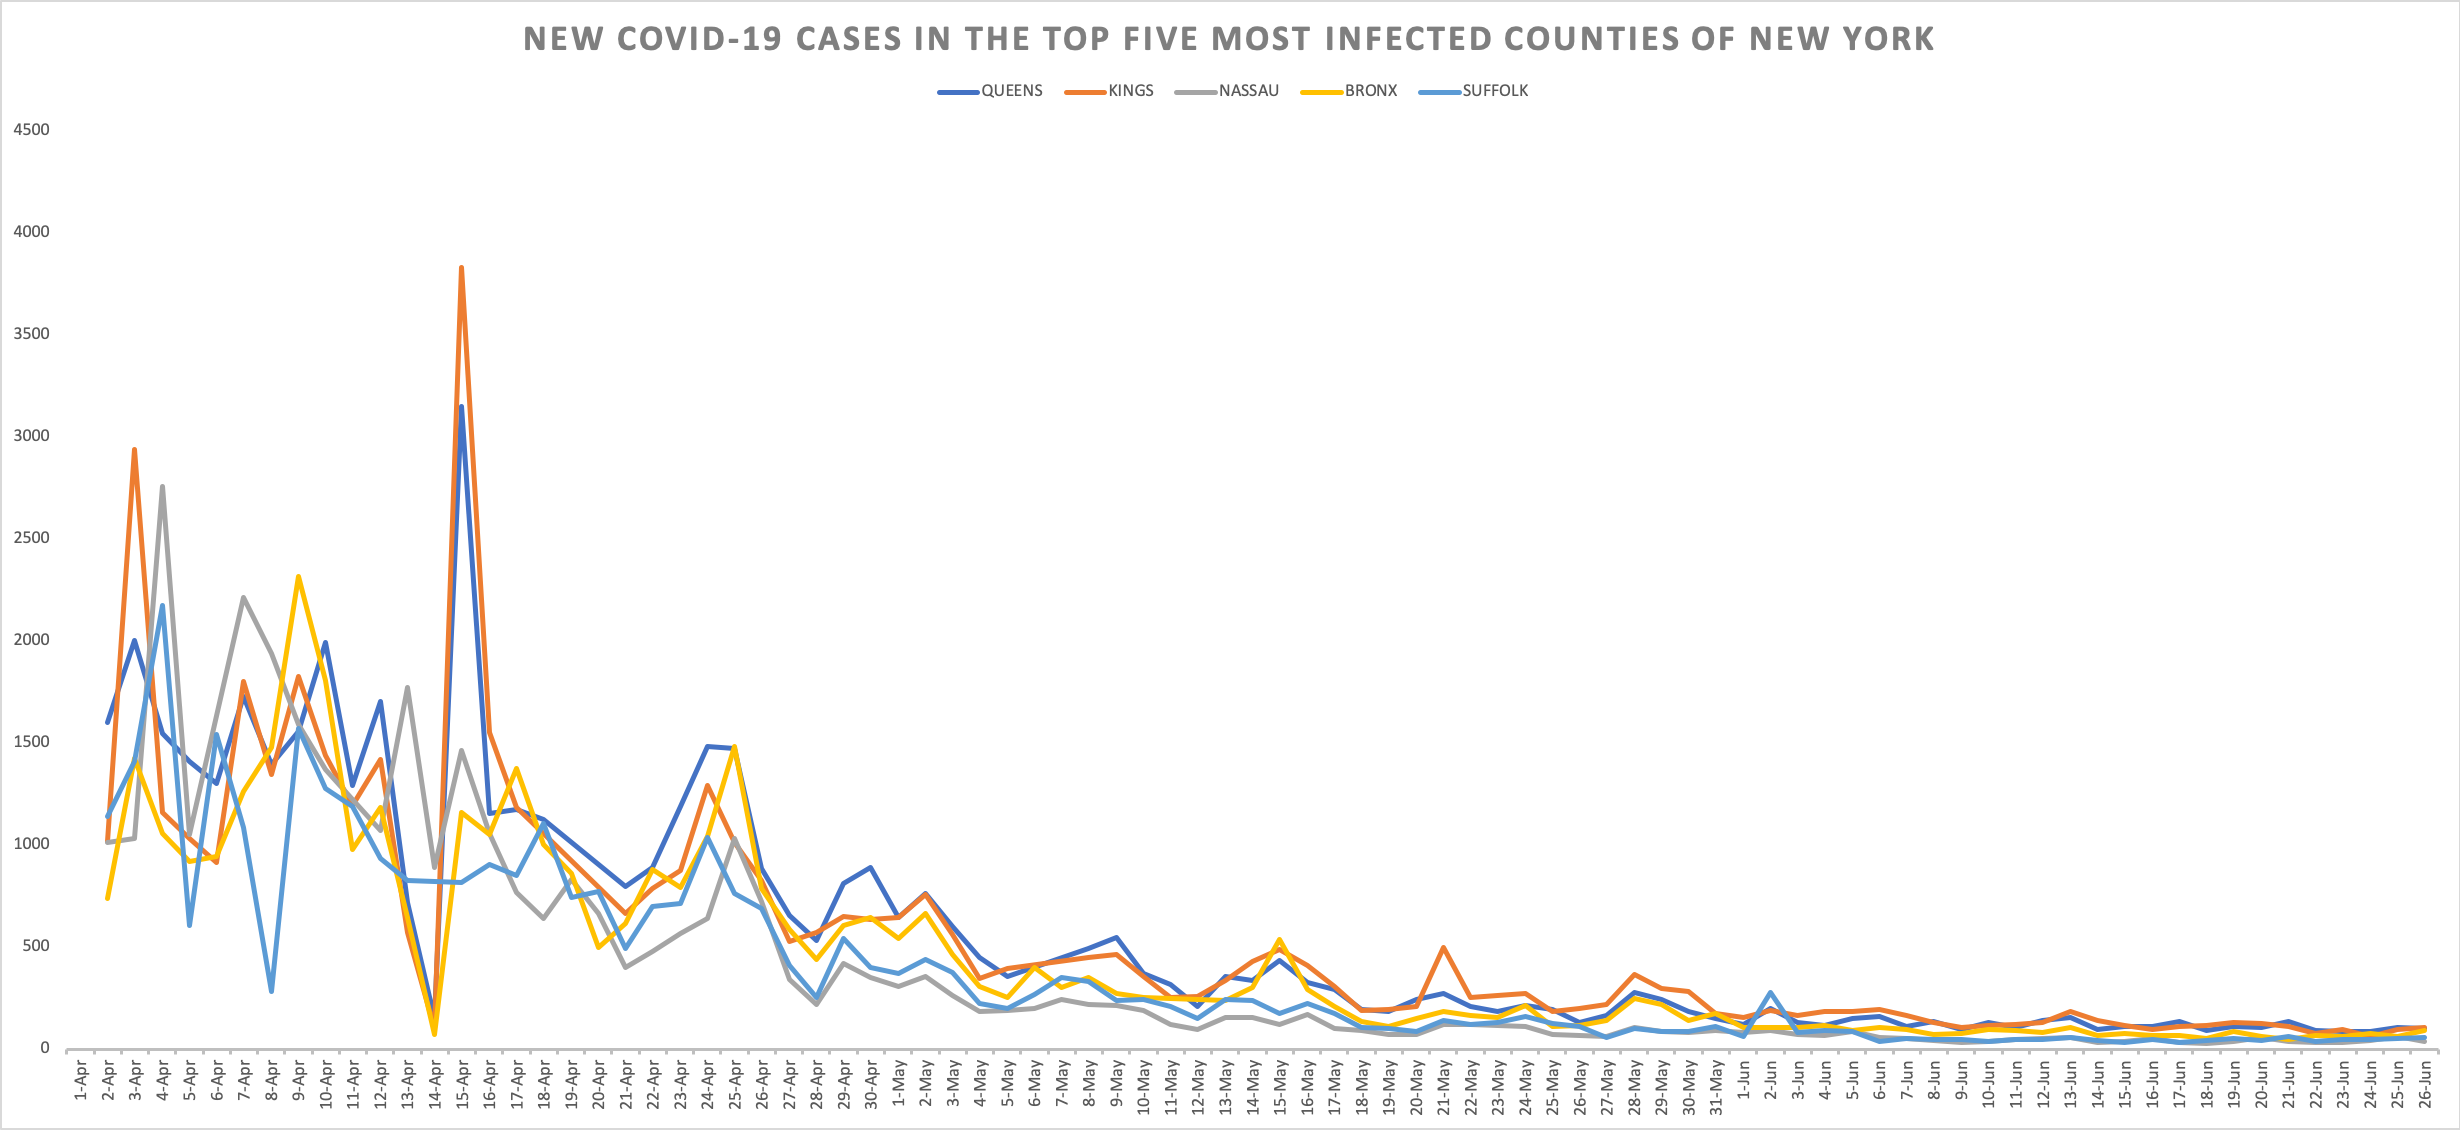 NEW COVID-19 CASES IN THE TOP FIVE MOST INFECTED COUNTIES OF NEW YORK
QUEENS KINGS NASSAU BRONX SUFFOLK
4500
4000
3500
3000
2500
2000
1500
1000
500
0
1-Apr
2-Apr
3-Apr
4-Apr
5-Apr
6-Apr
7-Apr
8-Apr
9-Apr
10-Apr
11-Apr
12-Apr
13-Apr
14-Apr
15-Apr
16-Apr
17-Apr
18-Apr
19-Apr
20-Apr
21-Apr
22-Apr
23-Apr
24-Apr
25-Apr
26-Apr
27-Apr
28-Apr
29-Apr
30-Apr
1-May
2-May
3-May
4-May
5-May
6-May
7-May
8-May
9-May
10-May
11-May
12-May
13-May
14-May
15-May
16-May
17-May
18-May
19-May
20-May
21-May
22-May
23-May
24-May
25-May
26-May
27-May
28-May
29-May
30-May
31-May
1-Jun
2-Jun
3-Jun
4-Jun
5-Jun
6-Jun
7-Jun
8-Jun
9-Jun
10-Jun
11-Jun
12-Jun
13-Jun
14-Jun
15-Jun
16-Jun
17-Jun
18-Jun
19-Jun
20-Jun
21-Jun
22-Jun
23-Jun
24-Jun
25-Jun
26-Jun